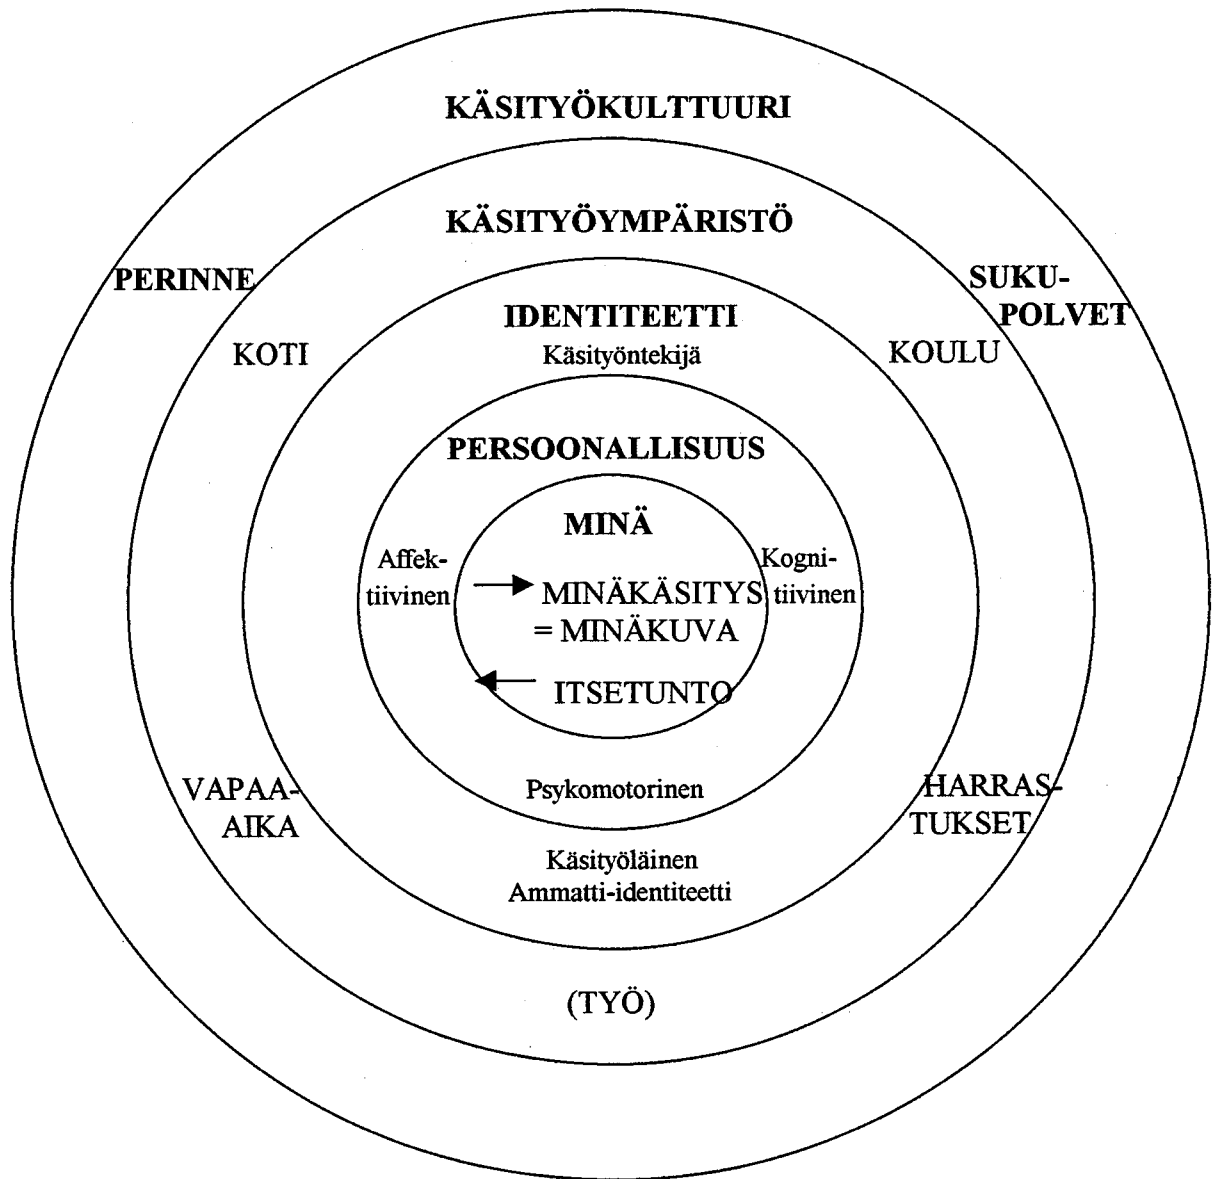 KÄSITYÖKULTTUURI
KÄSITYÖYMPÄRISTÖ
PERINNE
SUKU-
POLVET
IDENTITEETTI
Käsityöntekijä
KOTI
KOULU
PERSOONALLISUUS
MINÄ
Affek-
tiivinen
Kogni-
tiivinen
MINÄKÄSITYS
= MINÄKUVA
ITSETUNTO
Psykomotorinen
VAPAA-
AIKA
HARRAS-
TUKSET
Käsityöläinen
Ammatti-identiteetti
(TYÖ)